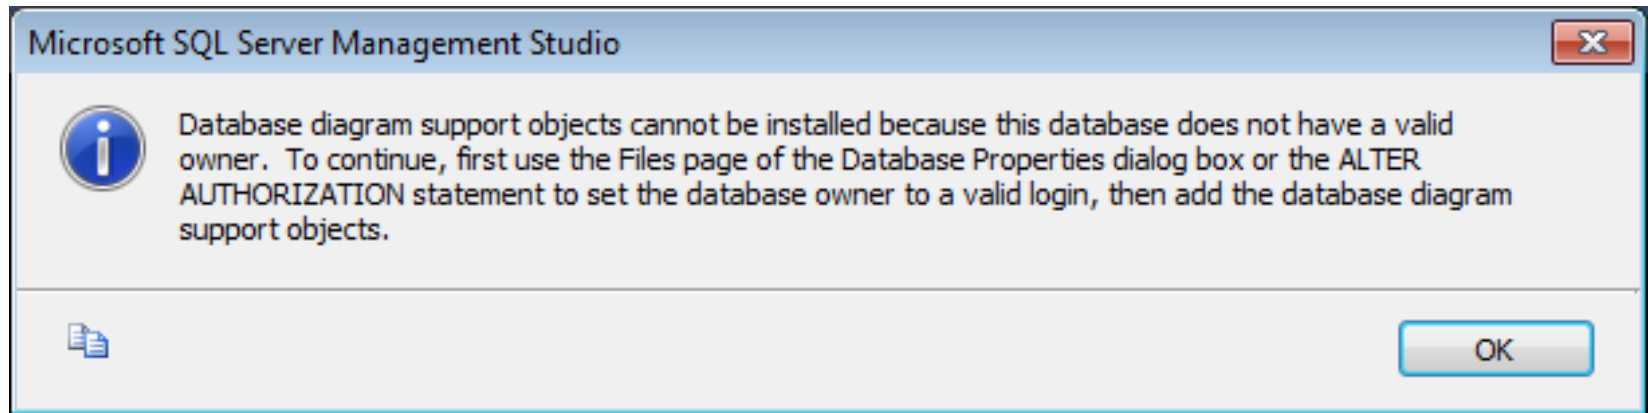 Microsoft SQL Server Management Studio
Database diagram support objects cannot be installed because this database does not have a valid
owner.  To continue, first use the Files page of the Database Properties dialog box or the ALTER
AUTHORIZATION statement to set the database owner to a valid login, then add the database diagram
support objects.
OK